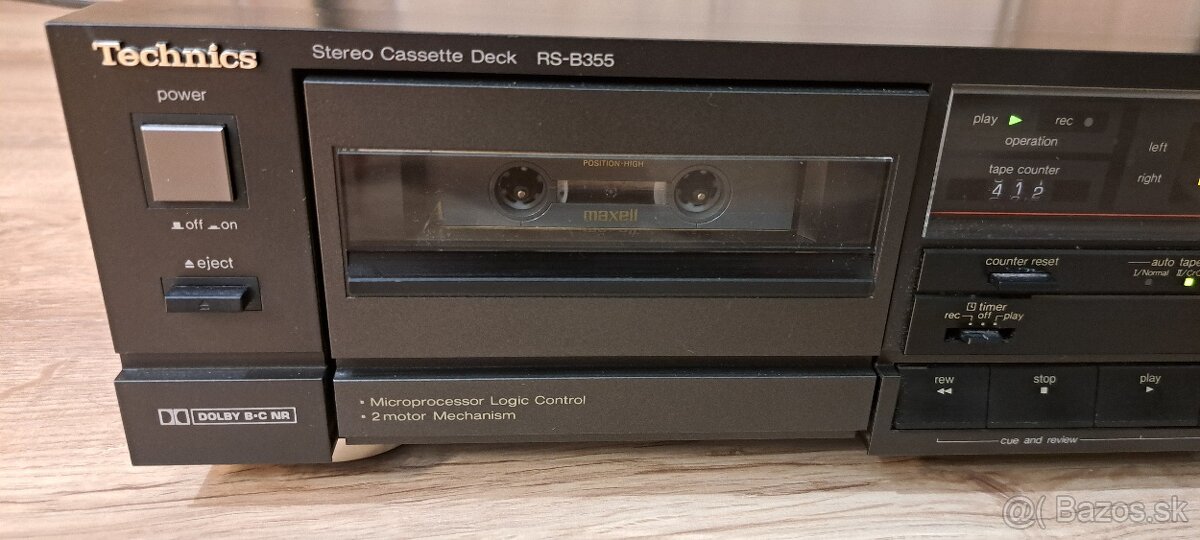 Technics
Stereo Cassette Deck RS-B355
power
off on
eject
DOLBY B·C NR
POSITION·HIGH
maxell
• Microprocessor Logic Control
• 2 motor Mechanism
play rec
operation
tape counter
412
left
right
counter reset
auto tape
I/Normal II/CrO
timer
rec off play
rew
stop
play
cue and review
@( Bazos.sk